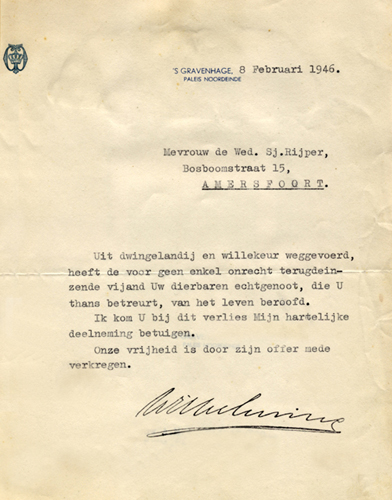 'S GRAVENHAGE, 8 Februari 1946.
PALEIS NOORDEINDE
Mevrouw de Wed. Sj.Rijper,
Bosboomstraat 15,
AMERSFOORT.
Uit dwingelandij en willekeur weggevoerd,
heeft de voor geen enkel onrecht terugdein-
zende vijand Uw dierbaren echtgenoot, die U
thans betreurt, van het leven beroofd.
Ik kom U bij dit verlies Mijn hartelijke
deelneming betuigen.
Onze vrijheid is door zijn offer mede
verkregen.
Wilhelmina